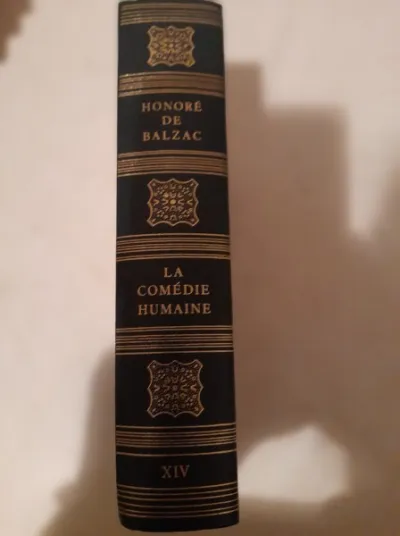 HONORÉ
DE
BALZAC
LA
COMÉDIE
HUMAINE
XIV